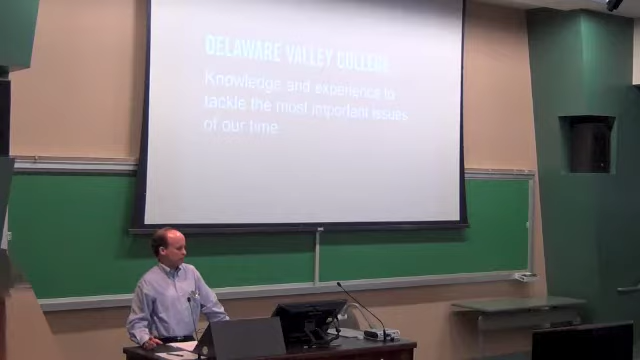 DELAWARE VALLEY COLLEGE
Knowledge and experience to
tackle the most important issues
of our time